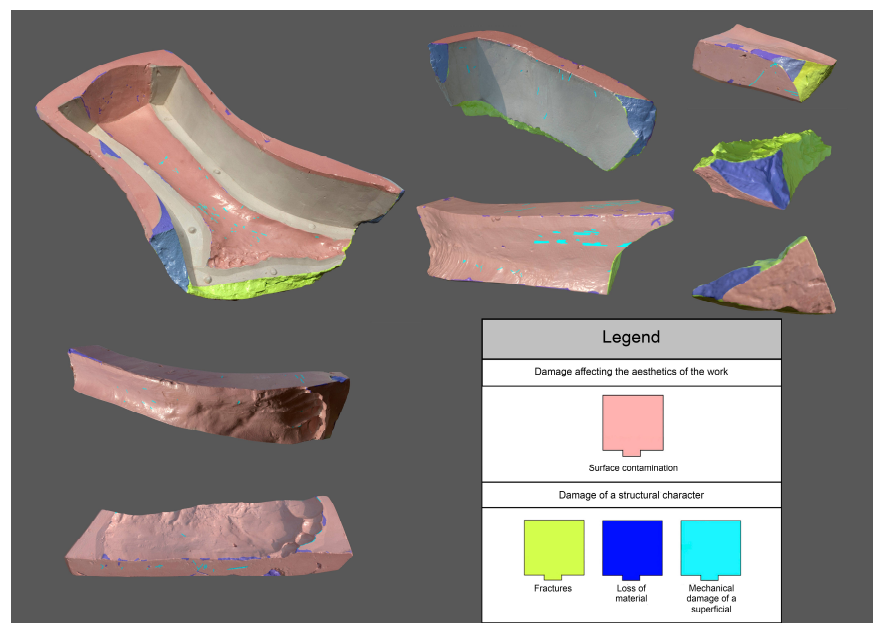 Legend
Damage affecting the aesthetics of the work
Surface contamination
Damage of a structural character
Fractures
Loss of
material
Mechanical
damage of a
superficial